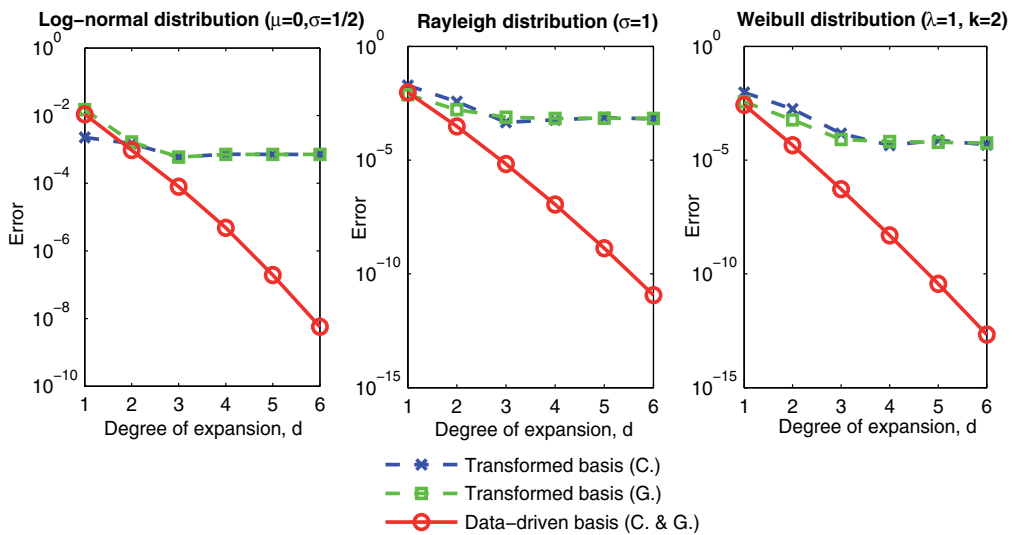 Log−normal distribution (μ=0,σ=1/2)
10^0
10^−2
10^−4
10^−6
10^−8
10^−10
Error
1 2 3 4 5 6
Degree of expansion, d
Rayleigh distribution (σ=1)
10^0
10^−5
10^−10
10^−15
Error
1 2 3 4 5 6
Degree of expansion, d
Weibull distribution (λ=1, k=2)
10^0
10^−5
10^−10
10^−15
Error
1 2 3 4 5 6
Degree of expansion, d
Transformed basis (C.)
Transformed basis (G.)
Data−driven basis (C. & G.)